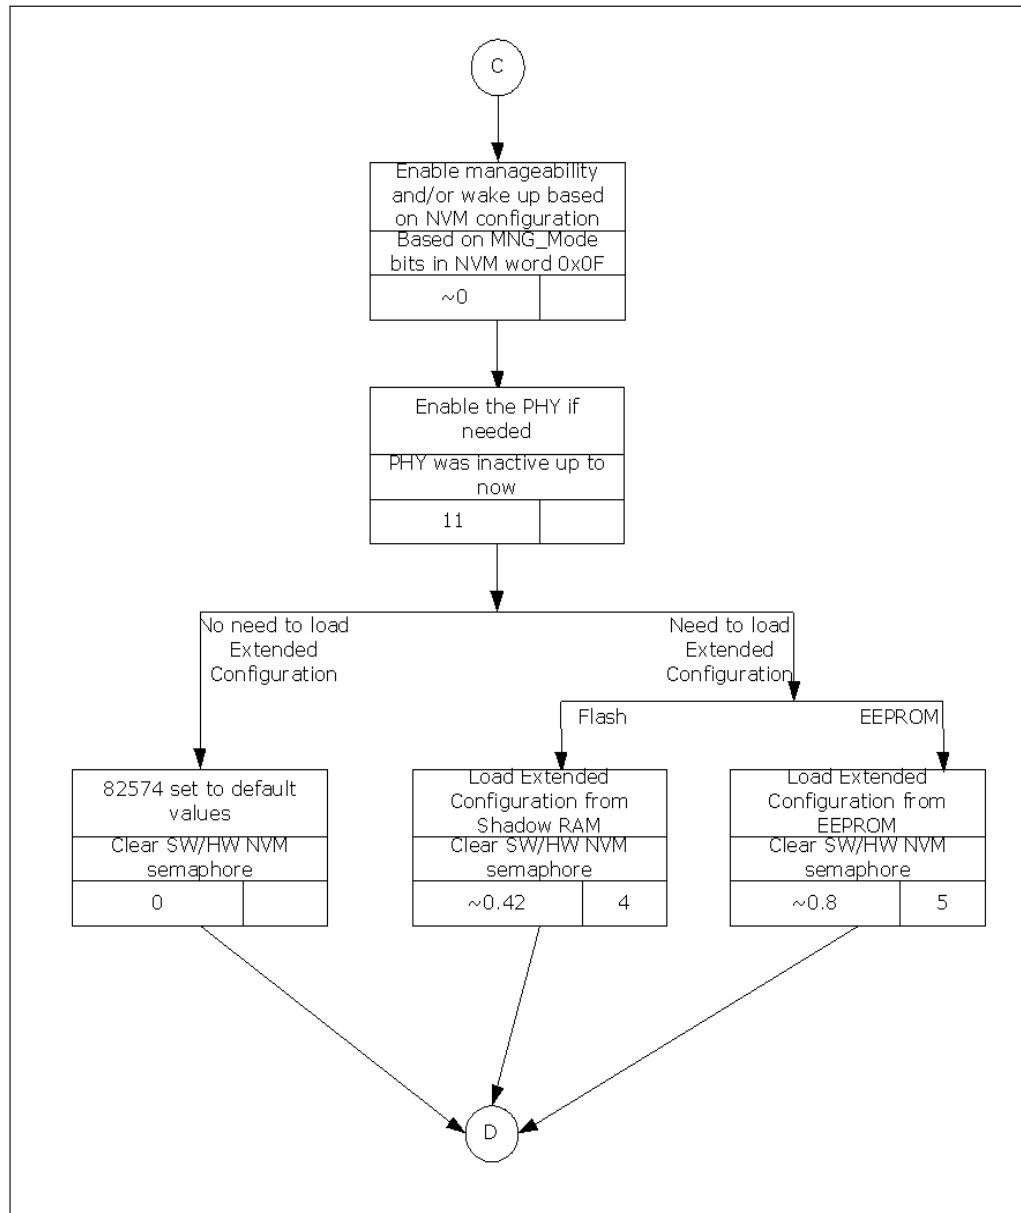 C
Enable manageability
and/or wake up based
on NVM configuration
Based on MNG_Mode
bits in NVM word 0x0F
~0
Enable the PHY if
needed
PHY was inactive up to
now
11
No need to load
Extended
Configuration
Need to load
Extended
Configuration
Flash
EEPROM
82574 set to default
values
Clear SW/HW NVM
semaphore
0
Load Extended
Configuration from
Shadow RAM
Clear SW/HW NVM
semaphore
~0.42
4
Load Extended
Configuration from
EEPROM
Clear SW/HW NVM
semaphore
~0.8
5
D